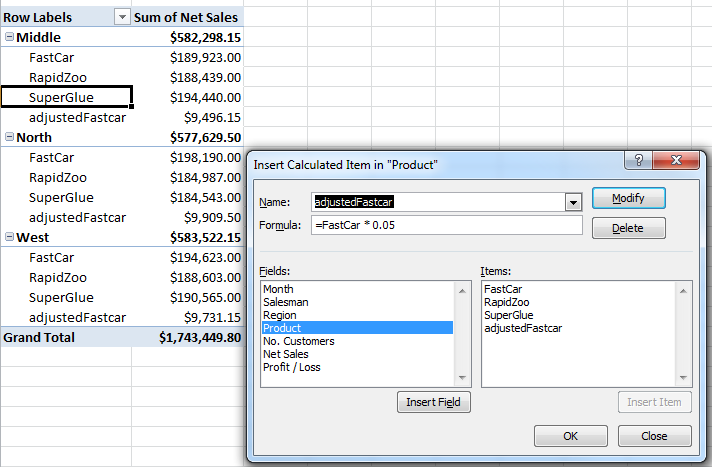 Row Labels Sum of Net Sales
Middle $582,298.15
FastCar $189,923.00
RapidZoo $188,439.00
SuperGlue $194,440.00
adjustedFastcar $9,496.15
North $577,629.50
FastCar $198,190.00
RapidZoo $184,987.00
SuperGlue $184,543.00
adjustedFastcar $9,909.50
West $583,522.15
FastCar $194,623.00
RapidZoo $188,603.00
SuperGlue $190,565.00
adjustedFastcar $9,731.15
Grand Total $1,743,449.80
Insert Calculated Item in "Product"
Name: adjustedFastcar Modify
Formula: =FastCar * 0.05 Delete
Fields:
Month
Salesman
Region
Product
No. Customers
Net Sales
Profit / Loss
Insert Field
Items:
FastCar
RapidZoo
SuperGlue
adjustedFastcar
Insert Item
OK Close